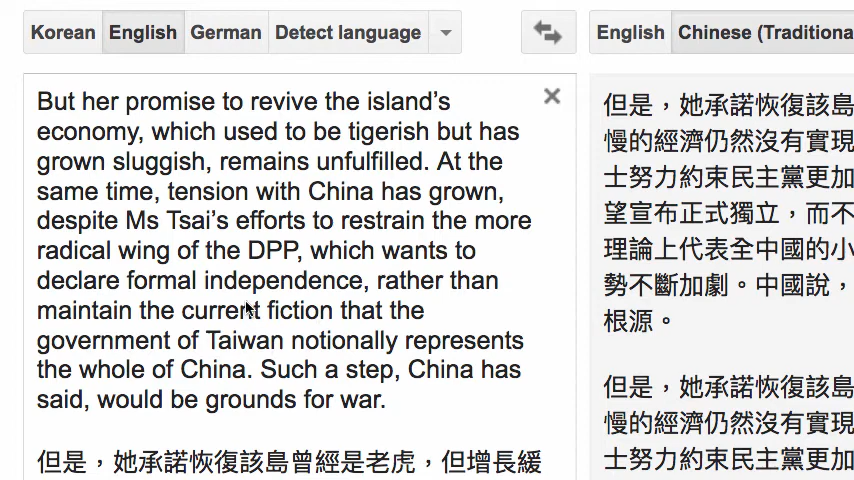 Korean English German Detect language
English Chinese (Traditiona
But her promise to revive the island’s
economy, which used to be tigerish but has
grown sluggish, remains unfulfilled. At the
same time, tension with China has grown,
despite Ms Tsai’s efforts to restrain the more
radical wing of the DPP, which wants to
declare formal independence, rather than
maintain the current fiction that the
government of Taiwan notionally represents
the whole of China. Such a step, China has
said, would be grounds for war.
但是，她承諾恢復該島曾經是老虎，但增長緩
但是，她承諾恢復該島
慢的經濟仍然沒有實現
士努力約束民主黨更加
望宣布正式獨立，而不
理論上代表全中國的小
勢不斷加劇。中國說，
根源。
但是，她承諾恢復該島
慢的經濟仍然沒有實現
士努力約束民主黨更加